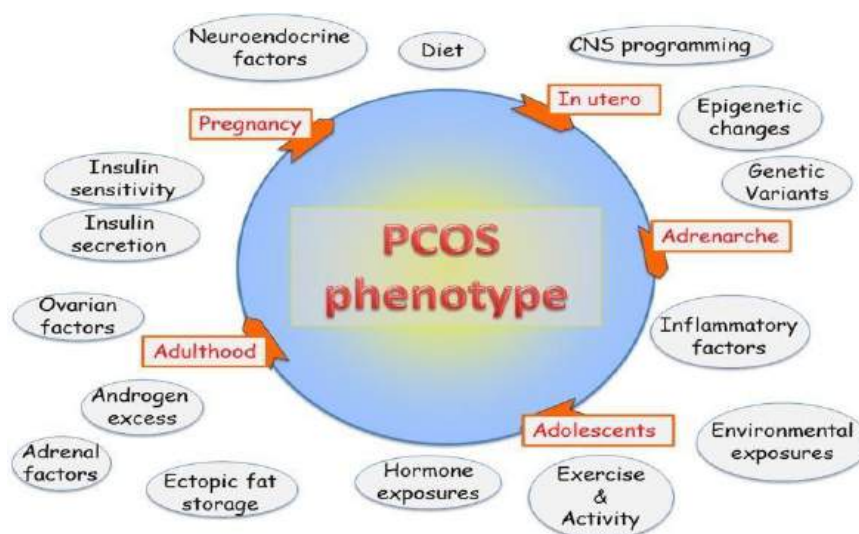 Neuroendocrine
factors
Diet
CNS programming
Pregnancy
In utero
Epigenetic
changes
Insulin
sensitivity
Genetic
Variants
Insulin
secretion
PCOS
phenotype
Adrenarche
Ovarian
factors
Adulthood
Inflammatory
factors
Androgen
excess
Adolescents
Environmental
exposures
Adrenal
factors
Ectopic fat
storage
Hormone
exposures
Exercise
&
Activity